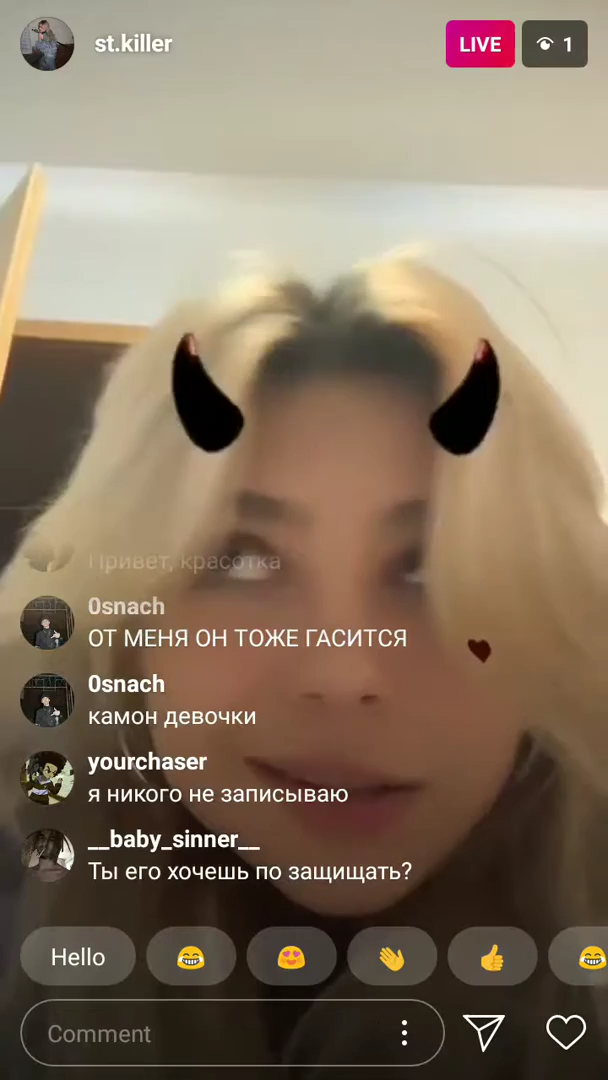 st.killer
LIVE
1
Привет, красотка
0snach
ОТ МЕНЯ ОН ТОЖЕ ГАСИТСЯ
0snach
камон девочки
yourchaser
я никого не записываю
__baby_sinner__
Ты его хочешь по защищать?
Hello
Comment